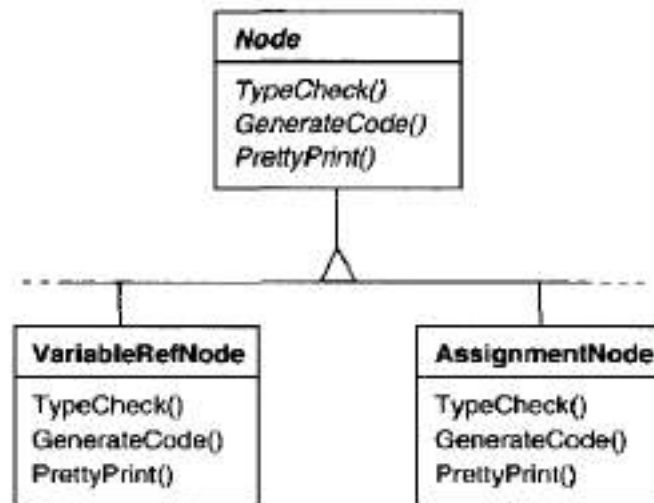 Node
TypeCheck()
GenerateCode()
PrettyPrint()
VariableRefNode
TypeCheck()
GenerateCode()
PrettyPrint()
AssignmentNode
TypeCheck()
GenerateCode()
PrettyPrint()